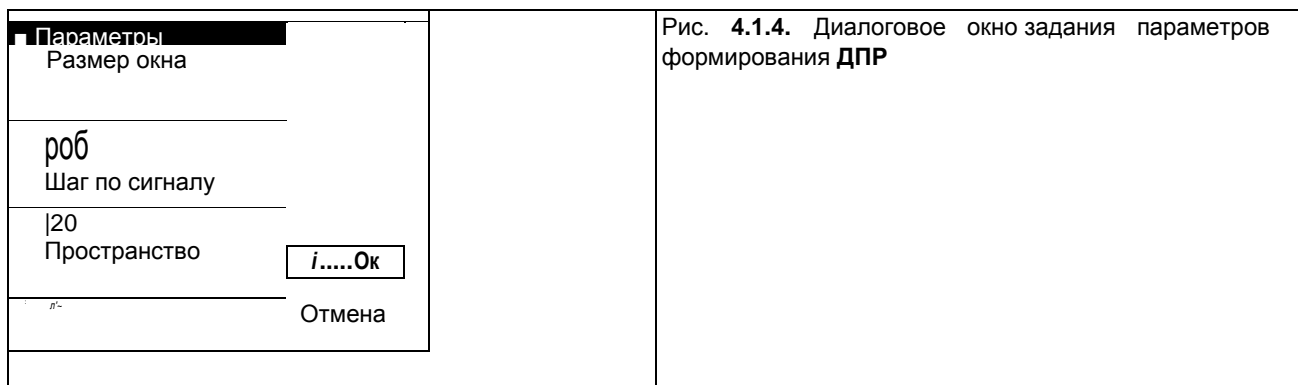 Параметры
Размер окна
роб
Шаг по сигналу
|20
Пространство
i.....Ок
: л'~
Отмена
Рис. 4.1.4. Диалоговое окно задания параметров
формирования ДПР